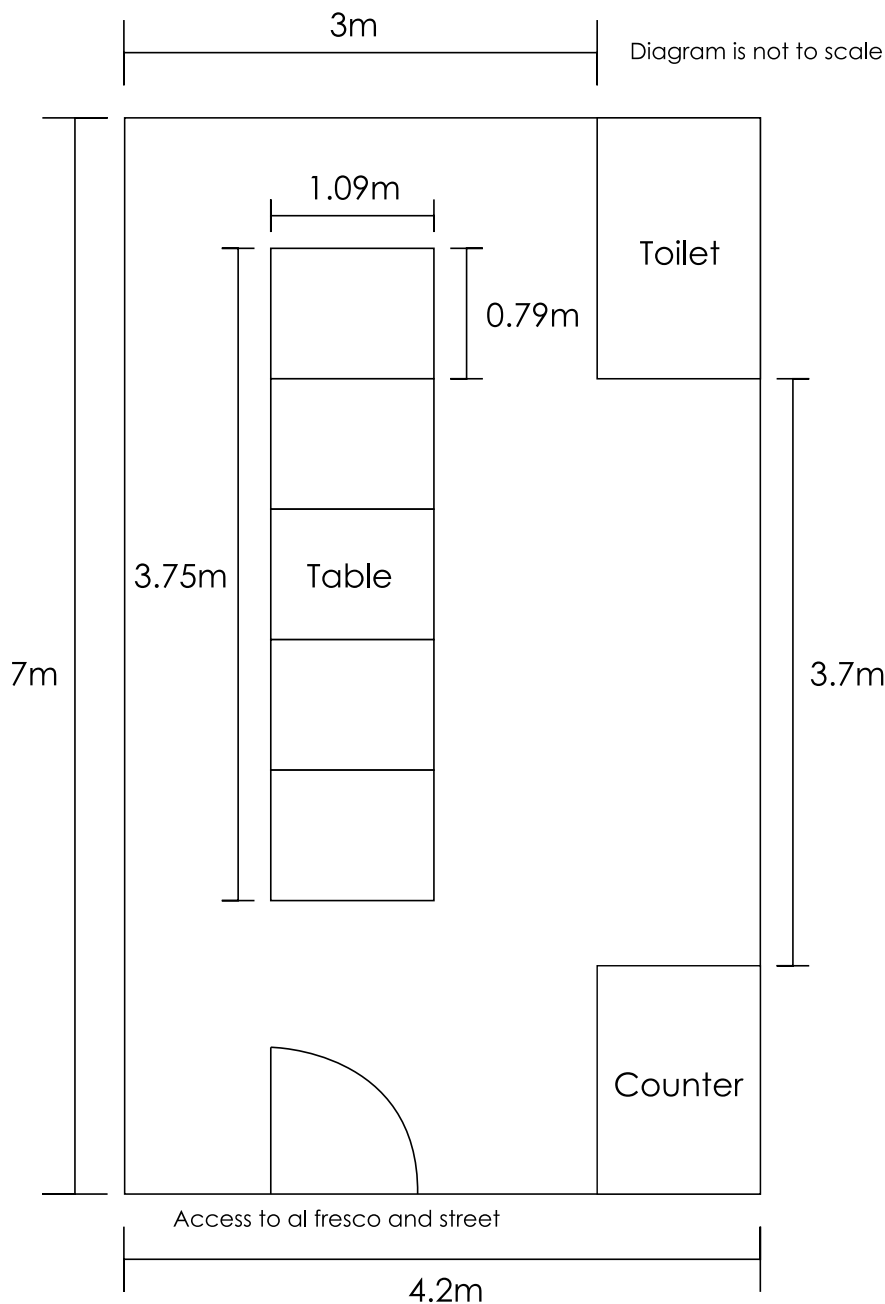 3m
Diagram is not to scale
1.09m
Toilet
0.79m
3.75m
Table
7m
3.7m
Counter
Access to al fresco and street
4.2m